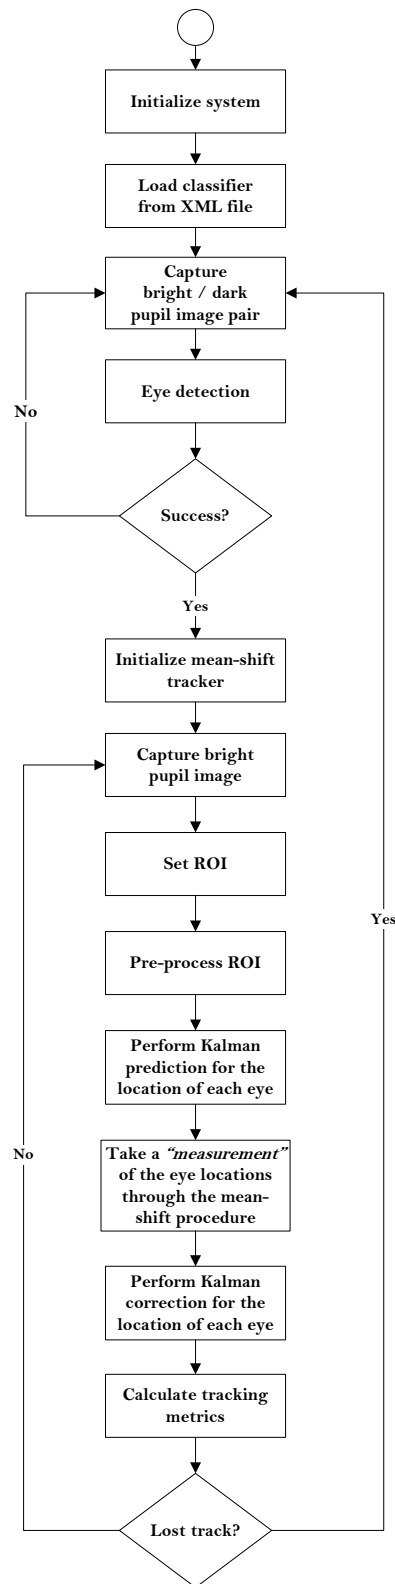 Initialize system
Load classifier
from XML file
Capture
bright / dark
pupil image pair
Eye detection
No
Success?
Yes
Initialize mean-shift
tracker
Capture bright
pupil image
Set ROI
Yes
Pre-process ROI
Perform Kalman
prediction for the
location of each eye
No
Take a “measurement”
of the eye locations
through the mean-
shift procedure
Perform Kalman
correction for the
location of each eye
Calculate tracking
metrics
Lost track?